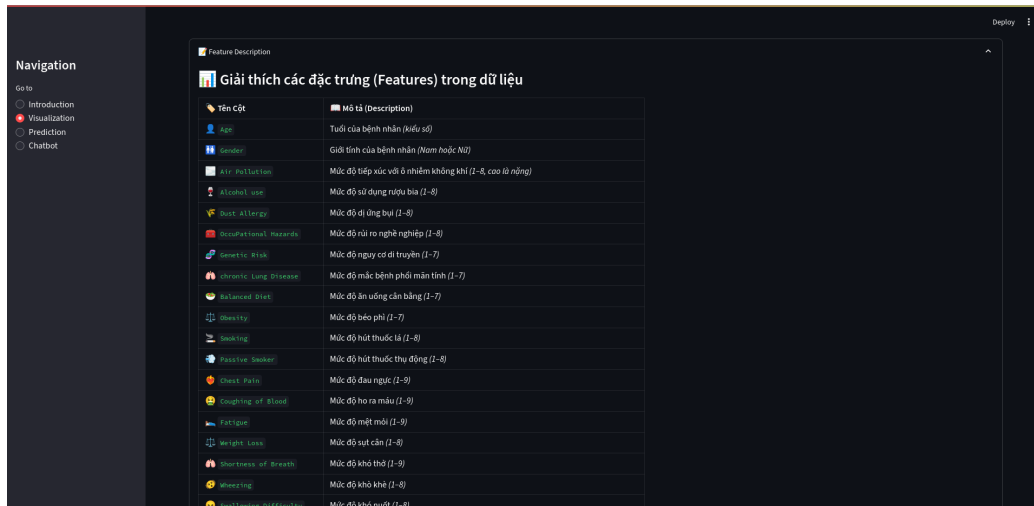 Deploy
Navigation
Go to
Introduction
Visualization
Prediction
Chatbot
Feature Description
Giải thích các đặc trưng (Features) trong dữ liệu
Tên Cột Mô tả (Description)
Age Tuổi của bệnh nhân (kiểu số)
Gender Giới tính của bệnh nhân (Nam hoặc Nữ)
Air Pollution Mức độ tiếp xúc với ô nhiễm không khí (1–8, cao là nặng)
Alcohol use Mức độ sử dụng rượu bia (1–8)
Dust Allergy Mức độ dị ứng bụi (1–8)
OccuPational Hazards Mức độ rủi ro nghề nghiệp (1–8)
Genetic Risk Mức độ nguy cơ di truyền (1–7)
chronic Lung Disease Mức độ mắc bệnh phổi mãn tính (1–7)
Balanced Diet Mức độ ăn uống cân bằng (1–7)
Obesity Mức độ béo phì (1–7)
Smoking Mức độ hút thuốc lá (1–8)
Passive Smoker Mức độ hút thuốc thụ động (1–8)
Chest Pain Mức độ đau ngực (1–9)
Coughing of Blood Mức độ ho ra máu (1–9)
Fatigue Mức độ mệt mỏi (1–9)
Weight Loss Mức độ sụt cân (1–8)
Shortness of Breath Mức độ khó thở (1–9)
Wheezing Mức độ khò khè (1–8)
Swallowing Difficulty Mức độ khó nuốt (1–8)